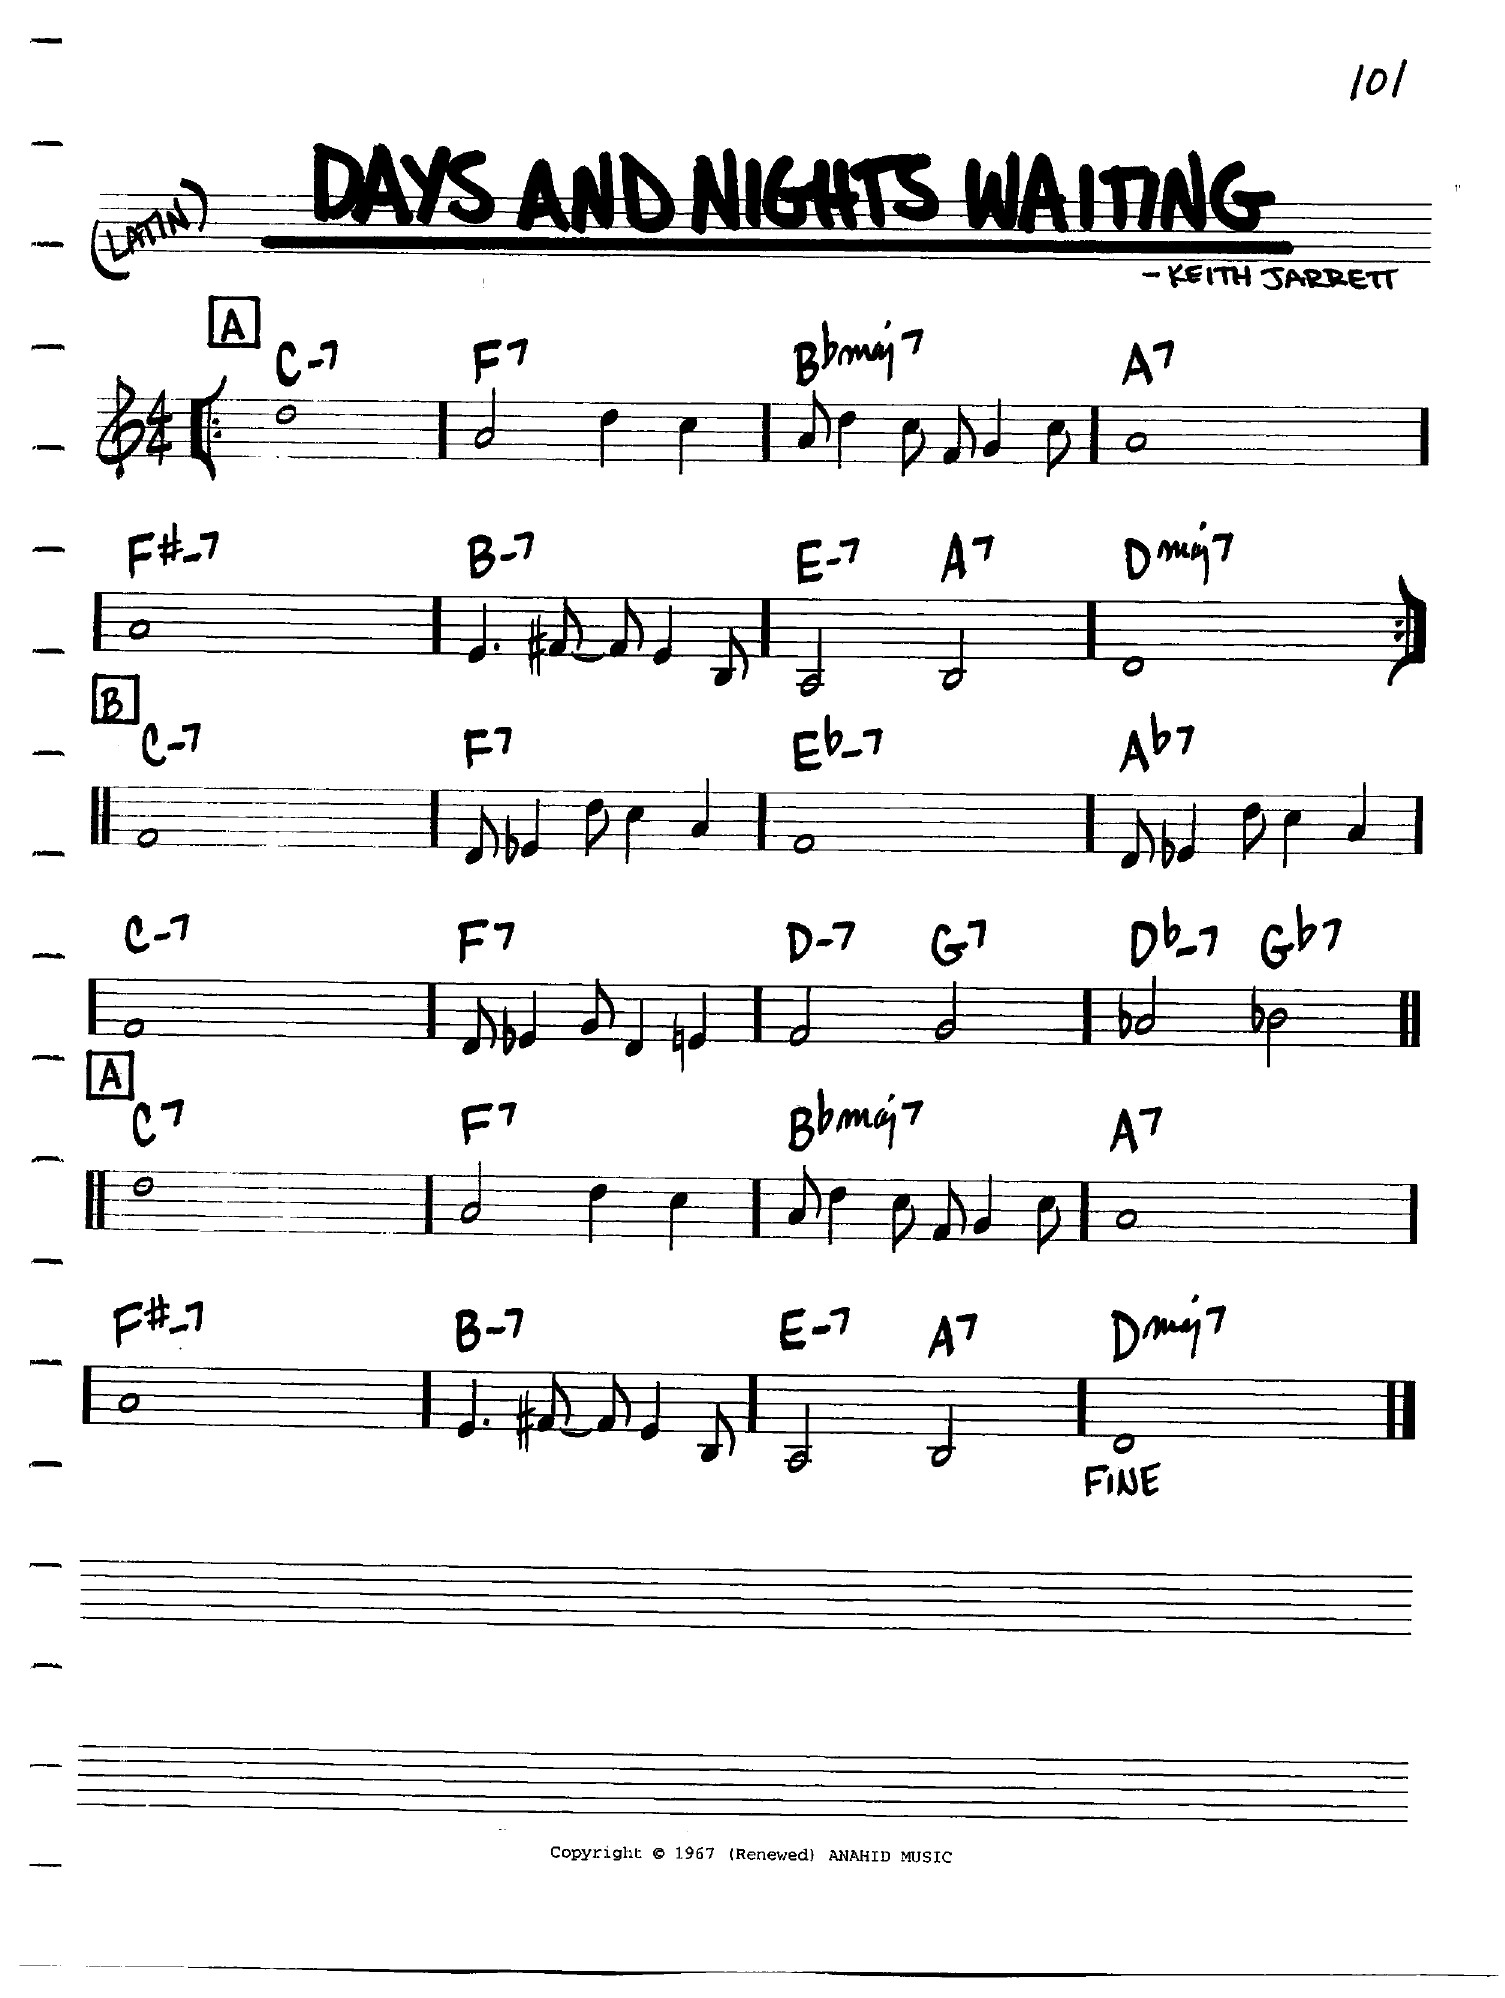 101
DAYS AND NIGHTS WAITING
(LATIN)
- KEITH JARRETT
A
C-7 F7 Bbmaj7 A7
4
4
F#-7 B-7 E-7 A7 Dmaj7
B
C-7 F7 Eb-7 Ab7
C-7 F7 D-7 G7 Db-7 Gb7
A
C7 F7 Bbmaj7 A7
F#-7 B-7 E-7 A7 Dmaj7
FINE
Copyright © 1967 (Renewed) ANAHID MUSIC